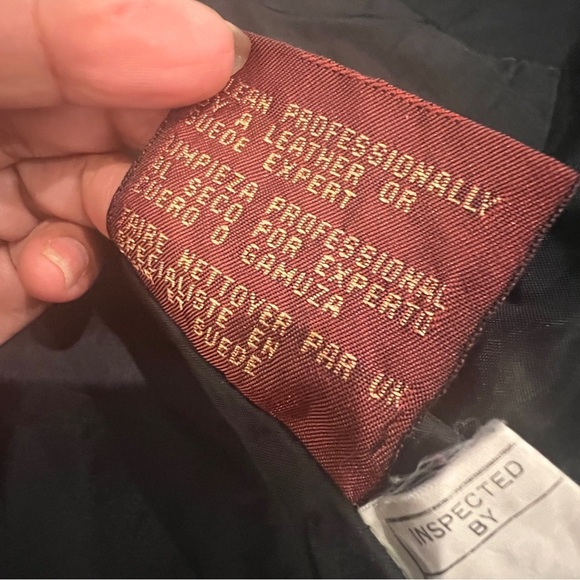 LEAN PROFESSIONALLY
BY A LEATHER OR
SUEDE EXPERT
LIMPIEZA PROFESSIONAL
AL SECO POR EXPERTO
CUERO O GAMUZA
FAIRE NETTOYER PAR UN
SPECIALISTE EN
SUEDE
INSPECTED
BY